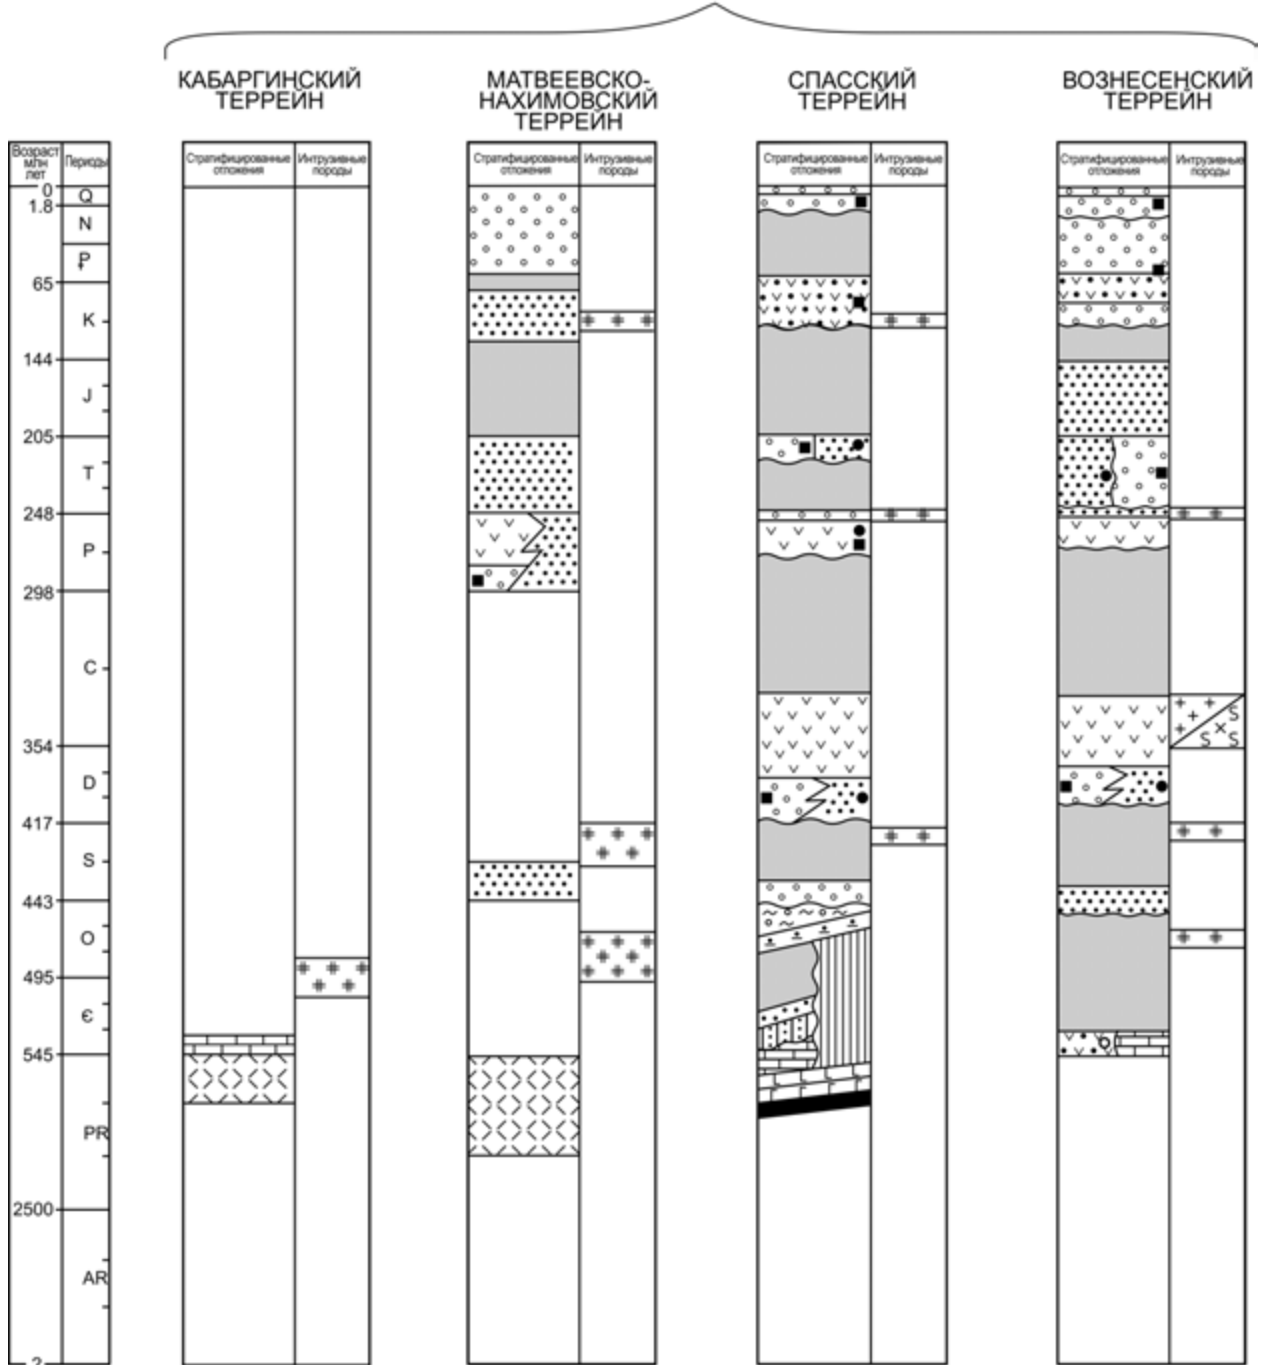 КАБАРГИНСКИЙ
ТЕРРЕЙН
МАТВЕЕВСКО-
НАХИМОВСКИЙ
ТЕРРЕЙН
СПАССКИЙ
ТЕРРЕЙН
ВОЗНЕСЕНСКИЙ
ТЕРРЕЙН
Возраст
млн
лет
Периоды
Стратифицированные
отложения
Интрузивные
породы
Стратифицированные
отложения
Интрузивные
породы
Стратифицированные
отложения
Интрузивные
породы
Стратифицированные
отложения
Интрузивные
породы
0
Q
1.8
N
₽
65
K
144
J
205
T
248
P
298
C
354
D
417
S
443
O
495
Є
545
PR
2500
AR
?